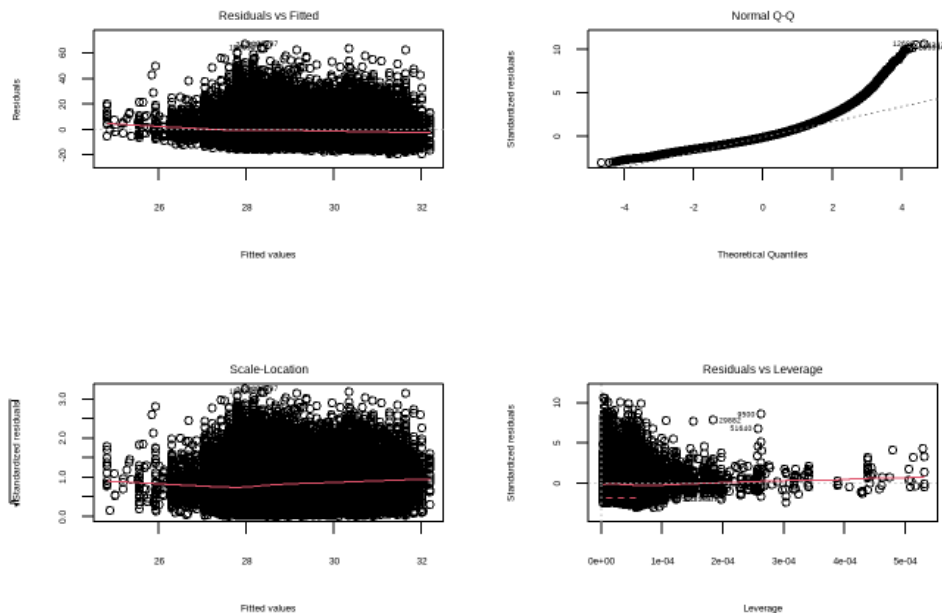 Residuals vs Fitted
Residuals
60
40
20
0
-20
26
28
30
32
Fitted values
Normal Q-Q
Standardized residuals
10
5
0
-4
-2
0
2
4
Theoretical Quantiles
Scale-Location
√|Standardized residuals|
3.0
2.0
1.0
0.0
26
28
30
32
Fitted values
Residuals vs Leverage
Standardized residuals
10
5
0
9500
29862
51640
0e+00
1e-04
2e-04
3e-04
4e-04
5e-04
Leverage